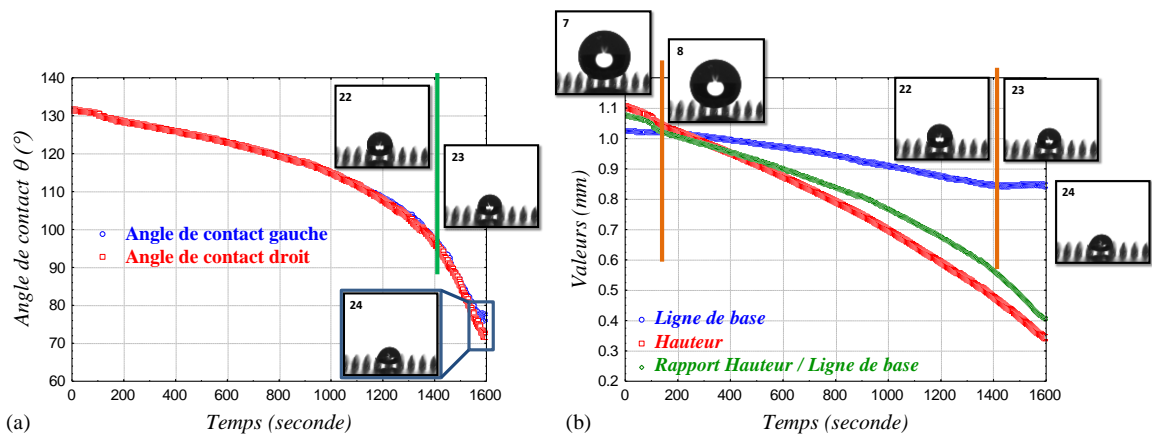 7
8
140
130
120
110
100
90
80
70
60
Angle de contact θ (°)
22
23
24
Angle de contact gauche
Angle de contact droit
0 200 400 600 800 1000 1200 1400 1600
(a)
Temps (seconde)
1.1
1.0
0.9
0.8
0.7
0.6
0.5
0.4
0.3
0.2
Valeurs (mm)
22
23
24
Ligne de base
Hauteur
Rapport Hauteur / Ligne de base
0 200 400 600 800 1000 1200 1400 1600
(b)
Temps (seconde)